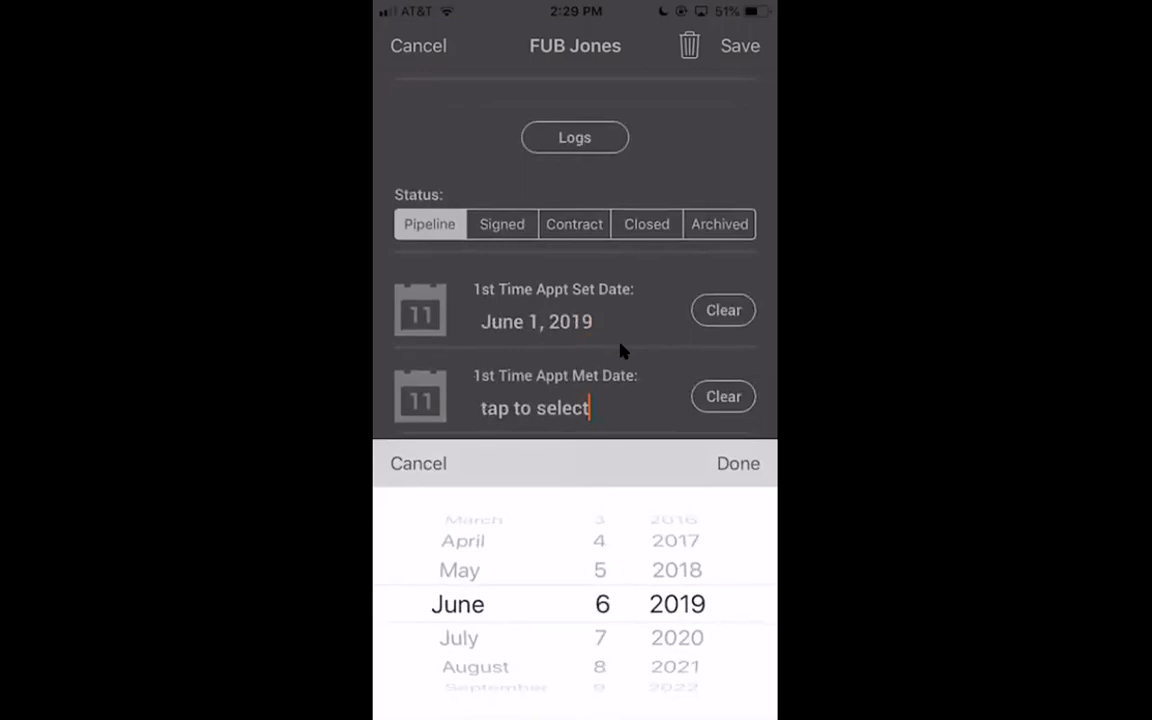 AT&T 2:29 PM 51%
Cancel FUB Jones Save
Logs
Status:
Pipeline Signed Contract Closed Archived
1st Time Appt Set Date:
11 June 1, 2019 Clear
1st Time Appt Met Date:
11 tap to select Clear
Cancel Done
March 3 2016
April 4 2017
May 5 2018
June 6 2019
July 7 2020
August 8 2021
September 9 2022